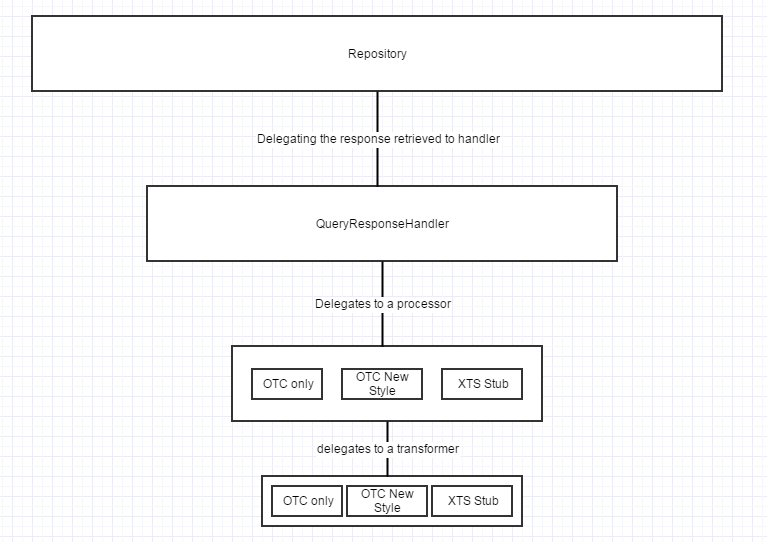 Repository
Delegating the response retrieved to handler
QueryResponseHandler
Delegates to a processor
OTC only
OTC New
Style
XTS Stub
delegates to a transformer
OTC only
OTC New
Style
XTS Stub